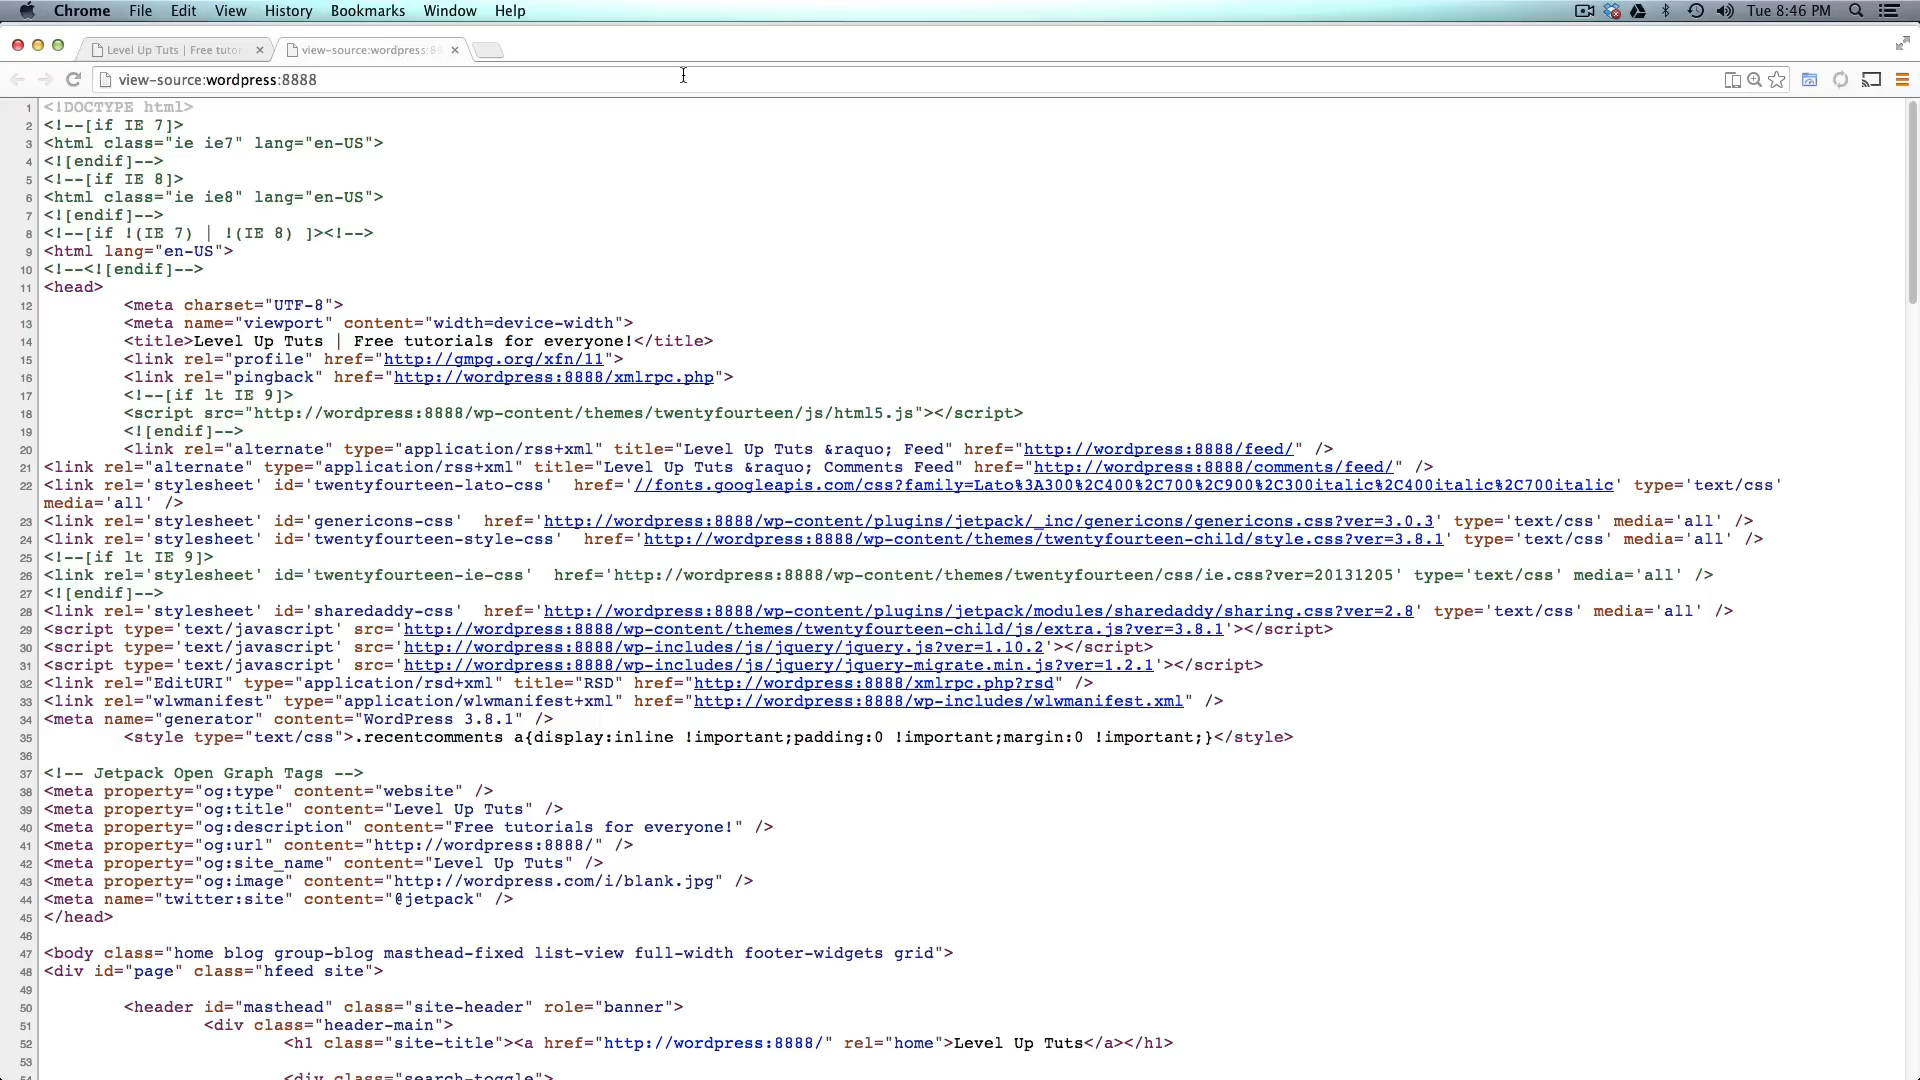 Chrome File Edit View History Bookmarks Window Help Tue 8:46 PM
Level Up Tuts | Free tutor view-source:wordpress:8
view-source:wordpress:8888
1 <!DOCTYPE html>
2 <!--[if IE 7]>
3 <html class="ie ie7" lang="en-US">
4 <![endif]-->
5 <!--[if IE 8]>
6 <html class="ie ie8" lang="en-US">
7 <![endif]-->
8 <!--[if !(IE 7) | !(IE 8) ]><!-->
9 <html lang="en-US">
10 <!--<![endif]-->
11 <head>
12 <meta charset="UTF-8">
13 <meta name="viewport" content="width=device-width">
14 <title>Level Up Tuts | Free tutorials for everyone!</title>
15 <link rel="profile" href="http://gmpg.org/xfn/11">
16 <link rel="pingback" href="http://wordpress:8888/xmlrpc.php">
17 <!--[if lt IE 9]>
18 <script src="http://wordpress:8888/wp-content/themes/twentyfourteen/js/html5.js"></script>
19 <![endif]-->
20 <link rel="alternate" type="application/rss+xml" title="Level Up Tuts &raquo; Feed" href="http://wordpress:8888/feed/" />
21 <link rel="alternate" type="application/rss+xml" title="Level Up Tuts &raquo; Comments Feed" href="http://wordpress:8888/comments/feed/" />
22 <link rel='stylesheet' id='twentyfourteen-lato-css' href='//fonts.googleapis.com/css?family=Lato%3A300%2C400%2C700%2C900%2C300italic%2C400italic%2C700italic' type='text/css'
media='all' />
23 <link rel='stylesheet' id='genericons-css' href='http://wordpress:8888/wp-content/plugins/jetpack/_inc/genericons/genericons.css?ver=3.0.3' type='text/css' media='all' />
24 <link rel='stylesheet' id='twentyfourteen-style-css' href='http://wordpress:8888/wp-content/themes/twentyfourteen-child/style.css?ver=3.8.1' type='text/css' media='all' />
25 <!--[if lt IE 9]>
26 <link rel='stylesheet' id='twentyfourteen-ie-css' href='http://wordpress:8888/wp-content/themes/twentyfourteen/css/ie.css?ver=20131205' type='text/css' media='all' />
27 <![endif]-->
28 <link rel='stylesheet' id='sharedaddy-css' href='http://wordpress:8888/wp-content/plugins/jetpack/modules/sharedaddy/sharing.css?ver=2.8' type='text/css' media='all' />
29 <script type='text/javascript' src='http://wordpress:8888/wp-content/themes/twentyfourteen-child/js/extra.js?ver=3.8.1'></script>
30 <script type='text/javascript' src='http://wordpress:8888/wp-includes/js/jquery/jquery.js?ver=1.10.2'></script>
31 <script type='text/javascript' src='http://wordpress:8888/wp-includes/js/jquery/jquery-migrate.min.js?ver=1.2.1'></script>
32 <link rel="EditURI" type="application/rsd+xml" title="RSD" href="http://wordpress:8888/xmlrpc.php?rsd" />
33 <link rel="wlwmanifest" type="application/wlwmanifest+xml" href="http://wordpress:8888/wp-includes/wlwmanifest.xml" />
34 <meta name="generator" content="WordPress 3.8.1" />
35 <style type="text/css">.recentcomments a{display:inline !important;padding:0 !important;margin:0 !important;}</style>
36
37 <!-- Jetpack Open Graph Tags -->
38 <meta property="og:type" content="website" />
39 <meta property="og:title" content="Level Up Tuts" />
40 <meta property="og:description" content="Free tutorials for everyone!" />
41 <meta property="og:url" content="http://wordpress:8888/" />
42 <meta property="og:site_name" content="Level Up Tuts" />
43 <meta property="og:image" content="http://wordpress.com/i/blank.jpg" />
44 <meta name="twitter:site" content="@jetpack" />
45 </head>
46
47 <body class="home blog group-blog masthead-fixed list-view full-width footer-widgets grid">
48 <div id="page" class="hfeed site">
49
50 <header id="masthead" class="site-header" role="banner">
51 <div class="header-main">
52 <h1 class="site-title"><a href="http://wordpress:8888/" rel="home">Level Up Tuts</a></h1>
53
54 <div class="search-toggle">